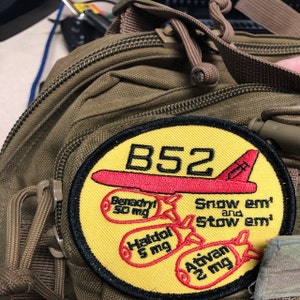 B52
Benadryl
50 mg
Snow em'
and
Stow em'
Haldol
5 mg
Ativan
2 mg